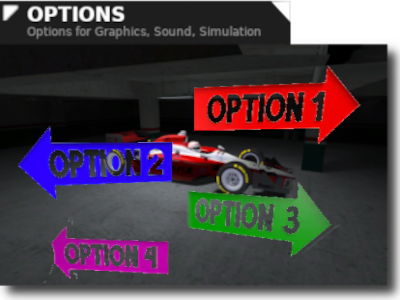 OPTIONS
Options for Graphics, Sound, Simulation
OPTION 1
OPTION 2
OPTION 3
OPTION 4